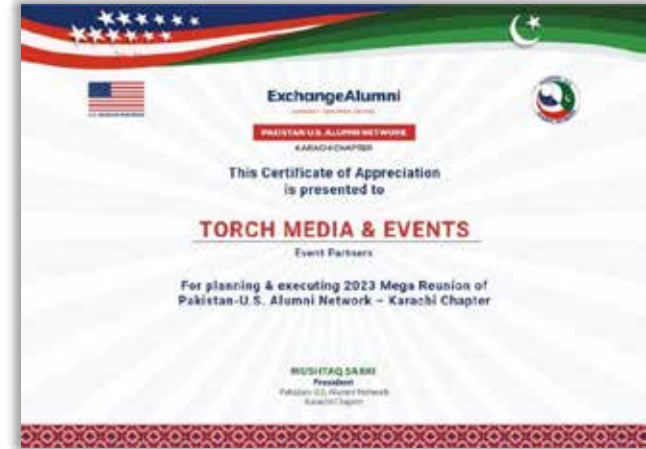 ExchangeAlumni
PAKISTAN U.S. ALUMNI NETWORK
KARACHI CHAPTER
This Certificate of Appreciation
is presented to
TORCH MEDIA & EVENTS
Event Partners
For planning & executing 2023 Mega Reunion of
Pakistan-U.S. Alumni Network – Karachi Chapter
MUSHTAQ
President
Pakistan-U.S. Alumni Network
Karachi Chapter